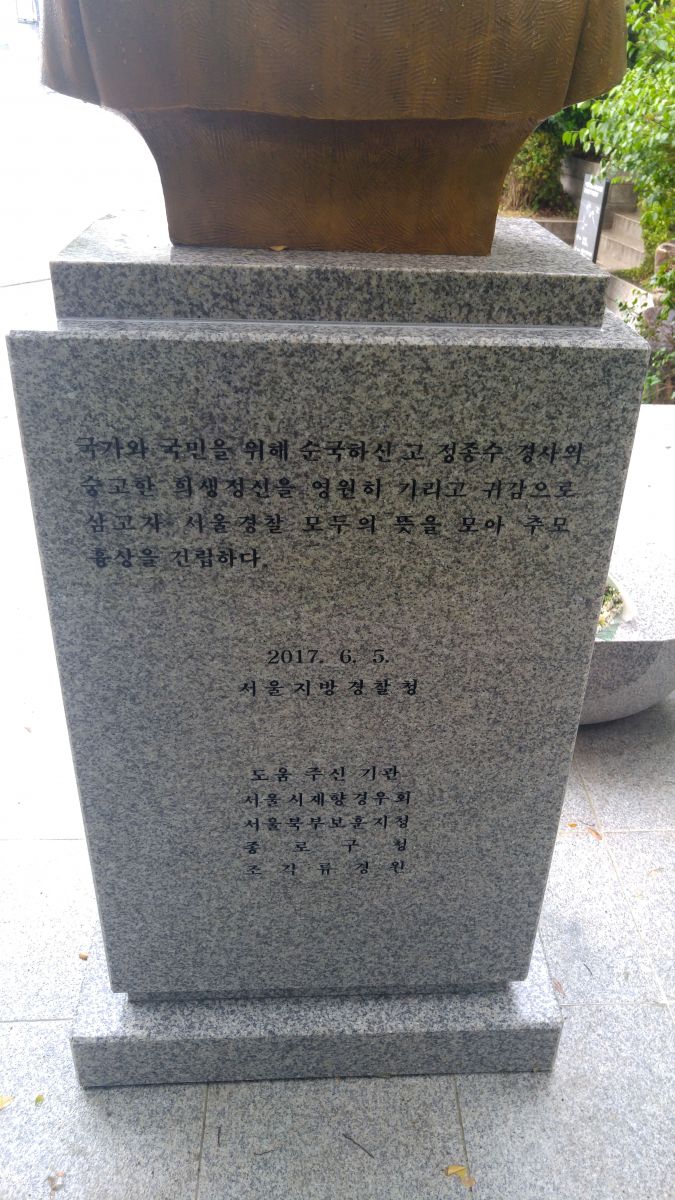 국가와 국민을 위해 순국하신 고 정종수 경사의
숭고한 희생정신을 영원히 기리고 귀감으로
삼고자 서울경찰 모두의 뜻을 모아 추모
흉상을 건립하다.
2017. 6. 5.
서울지방경찰청
도움 주신 기관
서울시재향경우회
서울북부보훈지청
종로구청
조각 류경원